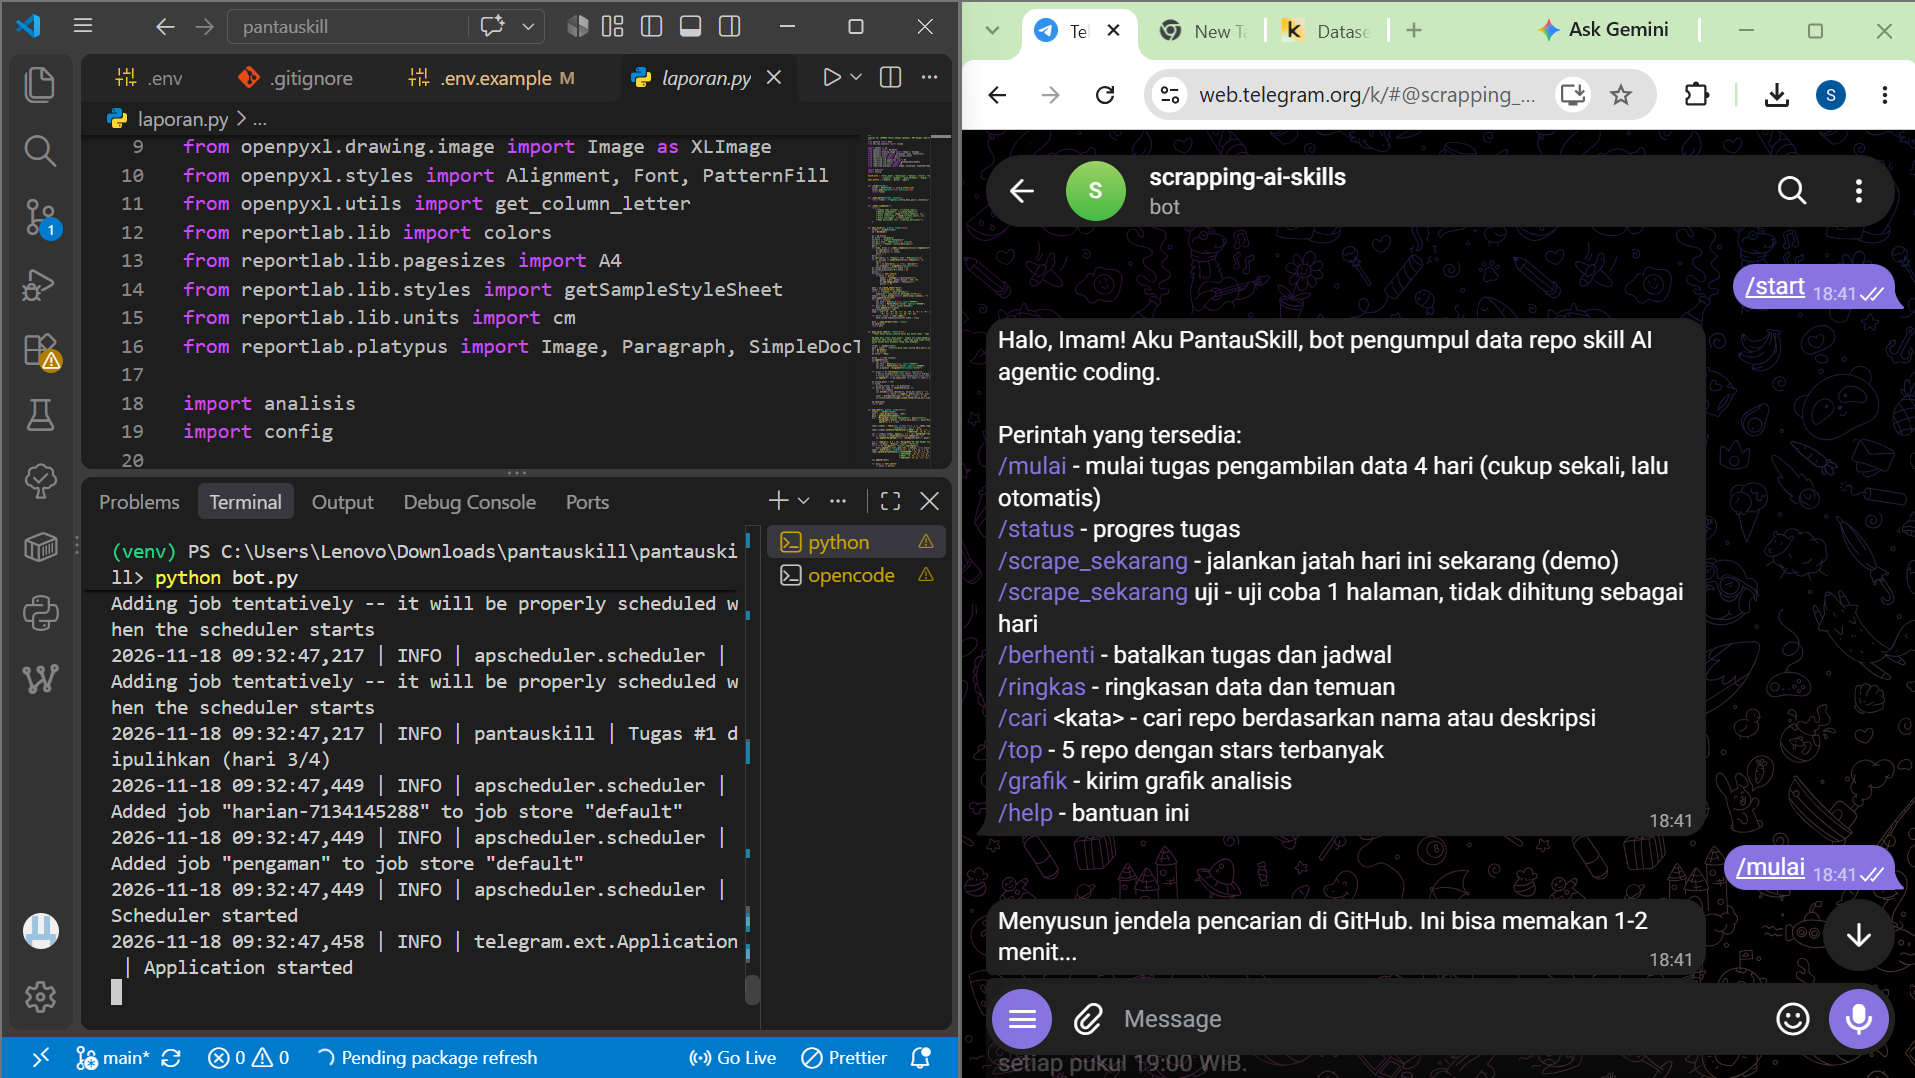 pantauskill
.env
.gitignore
.env.example M
laporan.py
laporan.py > ...
9 from openpyxl.drawing.image import Image as XLImage
10 from openpyxl.styles import Alignment, Font, PatternFill
11 from openpyxl.utils import get_column_letter
12 from reportlab.lib import colors
13 from reportlab.lib.pagesizes import A4
14 from reportlab.lib.styles import getSampleStyleSheet
15 from reportlab.lib.units import cm
16 from reportlab.platypus import Image, Paragraph, SimpleDocT
17
18 import analisis
19 import config
20
1
Problems
Terminal
Output
Debug Console
Ports
python
opencode
(venv) PS C:\Users\Lenovo\Downloads\pantauskill\pantauski
ll> python bot.py
Adding job tentatively -- it will be properly scheduled w
hen the scheduler starts
2026-11-18 09:32:47,217 | INFO | apscheduler.scheduler |
Adding job tentatively -- it will be properly scheduled w
hen the scheduler starts
2026-11-18 09:32:47,217 | INFO | pantauskill | Tugas #1 d
ipulihkan (hari 3/4)
2026-11-18 09:32:47,449 | INFO | apscheduler.scheduler |
Added job "harian-7134145288" to job store "default"
2026-11-18 09:32:47,449 | INFO | apscheduler.scheduler |
Added job "pengaman" to job store "default"
2026-11-18 09:32:47,449 | INFO | apscheduler.scheduler |
Scheduler started
2026-11-18 09:32:47,458 | INFO | telegram.ext.Application
| Application started
main*
0
0
Pending package refresh
Go Live
Prettier
Tel
New Ta
Datase
Ask Gemini
web.telegram.org/k/#@scrapping_...
S
S
scrapping-ai-skills
bot
/start 18:41
Halo, Imam! Aku PantauSkill, bot pengumpul data repo skill AI
agentic coding.
Perintah yang tersedia:
/mulai - mulai tugas pengambilan data 4 hari (cukup sekali, lalu
otomatis)
/status - progres tugas
/scrape_sekarang - jalankan jatah hari ini sekarang (demo)
/scrape_sekarang uji - uji coba 1 halaman, tidak dihitung sebagai
hari
/berhenti - batalkan tugas dan jadwal
/ringkas - ringkasan data dan temuan
/cari <kata> - cari repo berdasarkan nama atau deskripsi
/top - 5 repo dengan stars terbanyak
/grafik - kirim grafik analisis
/help - bantuan ini
18:41
/mulai 18:41
Menyusun jendela pencarian di GitHub. Ini bisa memakan 1-2
menit...
18:41
Message
setiap pukul 19:00 WIB.